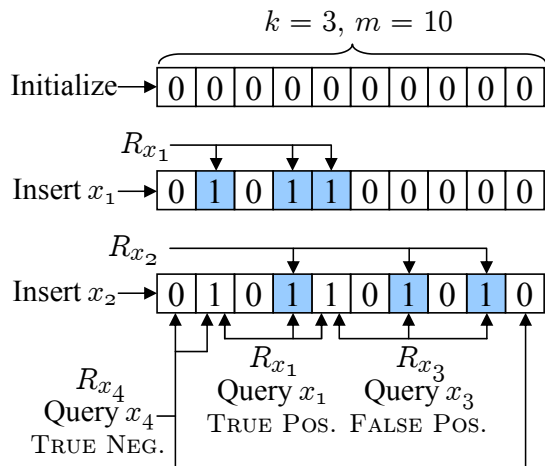 k = 3, m = 10
Initialize 0 0 0 0 0 0 0 0 0 0
R_{x_1}
Insert x_1 0 1 0 1 1 0 0 0 0 0
R_{x_2}
Insert x_2 0 1 0 1 1 0 1 0 1 0
R_{x_4} R_{x_1} R_{x_3}
Query x_4 Query x_1 Query x_3
TRUE NEG. TRUE POS. FALSE POS.